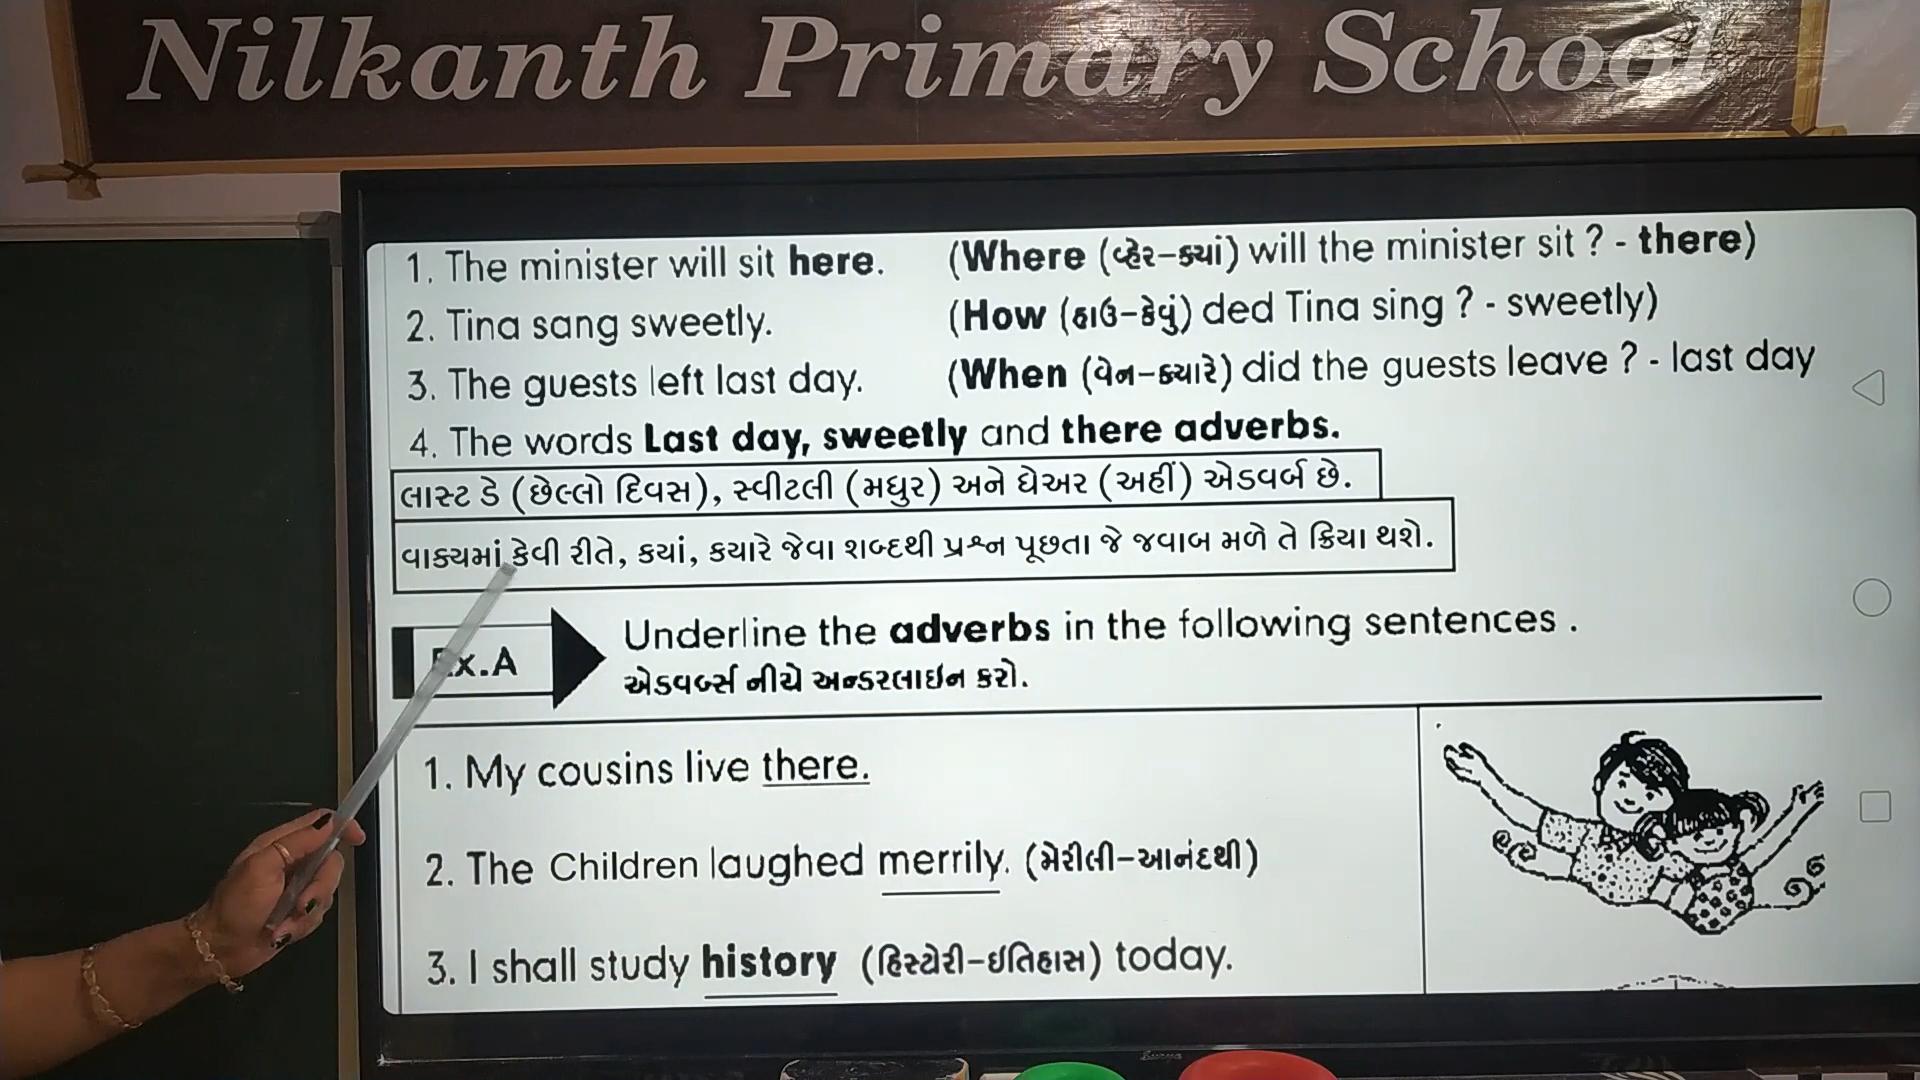 Nilkanth Primary School
1. The minister will sit here. (Where (વ્હેર-ક્યાં) will the minister sit ? - there)
2. Tina sang sweetly. (How (હાઉ-કેવું) ded Tina sing ? - sweetly)
3. The guests left last day. (When (વેન-ક્યારે) did the guests leave ? - last day
4. The words Last day, sweetly and there adverbs.
લાસ્ટ ડે (છેલ્લો દિવસ), સ્વીટલી (મધુર) અને ધેઅર (અહીં) એડવર્બ છે.
વાક્યમાં કેવી રીતે, કયાં, કયારે જેવા શબ્દથી પ્રશ્ન પૂછતા જે જવાબ મળે તે ક્રિયા થશે.
Ex.A Underline the adverbs in the following sentences .
એડવર્બ્સ નીચે અન્ડરલાઇન કરો.
1. My cousins live there.
2. The Children laughed merrily. (મેરીલી-આનંદથી)
3. I shall study history (હિસ્ટોરી-ઇતિહાસ) today.